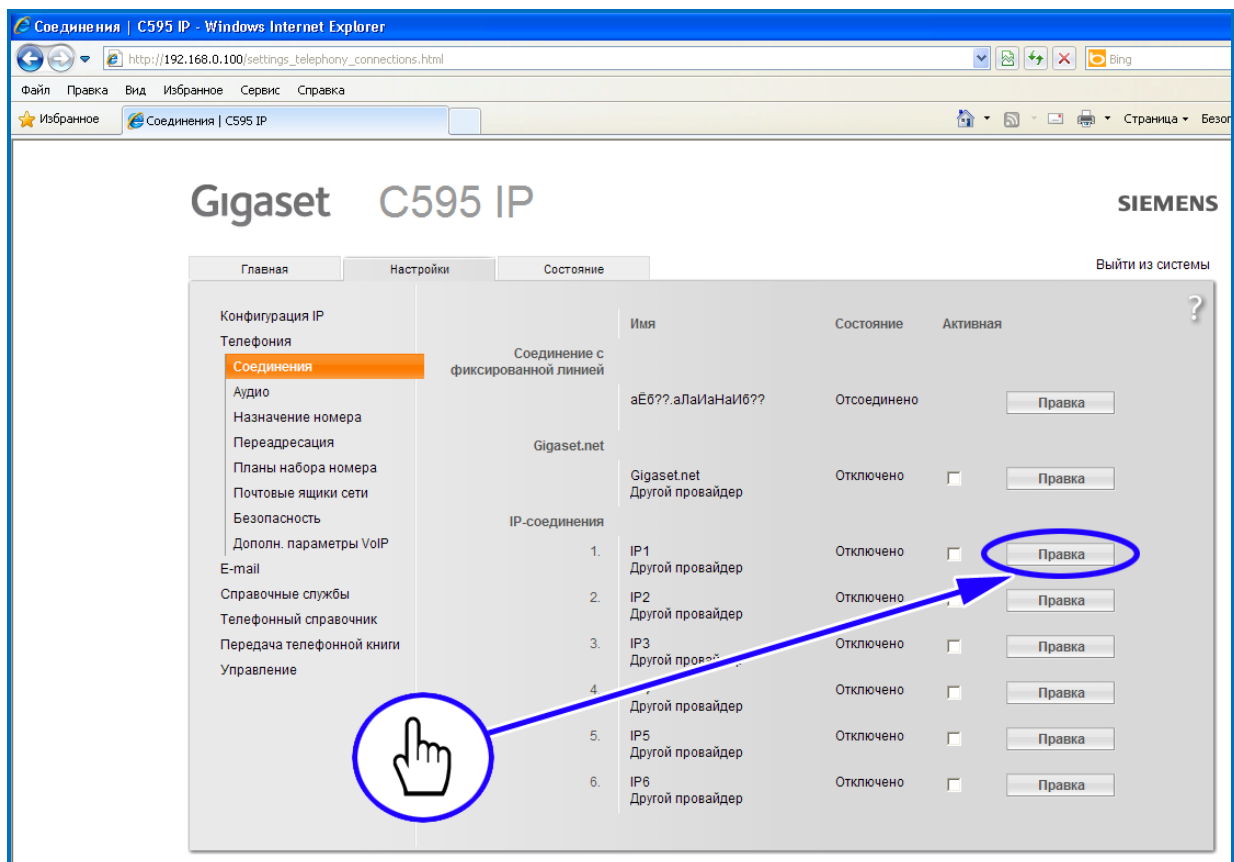 Соединения | C595 IP - Windows Internet Explorer
http://192.168.0.100/settings_telephony_connections.html
Bing
Файл Правка Вид Избранное Сервис Справка
Избранное
Соединения | C595 IP
Страница
Gigaset C595 IP
SIEMENS
Главная Настройки Состояние
Выйти из системы
Конфигурация IP
Телефония
Соединения
Аудио
Назначение номера
Переадресация
Планы набора номера
Почтовые ящики сети
Безопасность
Дополн. параметры VoIP
E-mail
Справочные службы
Телефонный справочник
Передача телефонной книги
Управление
?
Имя Состояние Активная
Соединение с
фиксированной линией
аЁб??.аЛаИаНаИб?? Отсоединено Правка
Gigaset.net
Gigaset.net Отключено Правка
Другой провайдер
IP-соединения
1. IP1 Отключено Правка
Другой провайдер
2. IP2 Отключено Правка
Другой провайдер
3. IP3 Отключено Правка
Другой провайдер
4. Отключено Правка
Другой провайдер
5. IP5 Отключено Правка
Другой провайдер
6. IP6 Отключено Правка
Другой провайдер